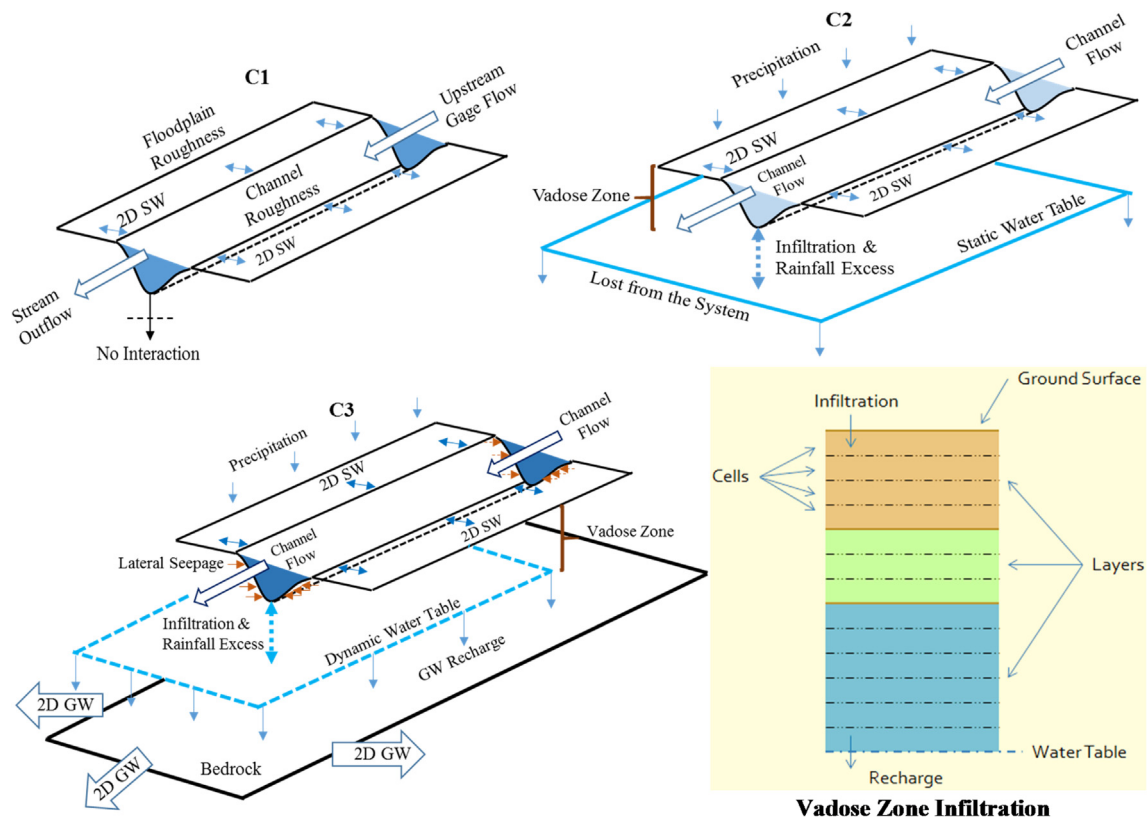 C1
Floodplain
Roughness
Upstream
Gage Flow
2D SW
Channel
Roughness
2D SW
Stream
Outflow
No Interaction
C2
Precipitation
Channel
Flow
2D SW
Channel
Flow
Vadose Zone
2D SW
Infiltration &
Rainfall Excess
Static Water Table
Lost from the System
C3
Precipitation
Channel
Flow
2D SW
Channel
Flow
2D SW
Vadose Zone
Lateral Seepage
Infiltration &
Rainfall Excess
Dynamic Water Table
GW Recharge
2D GW
2D GW
2D GW
Bedrock
Ground Surface
Infiltration
Cells
Layers
Water Table
Recharge
Vadose Zone Infiltration